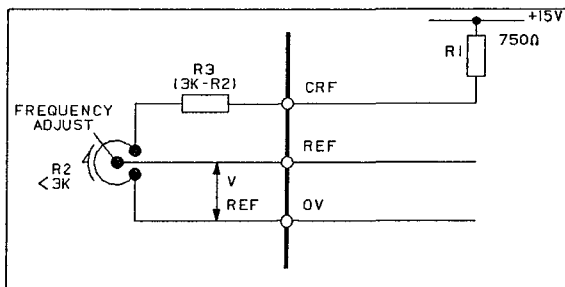 +15V
R1
750Ω
R3
(3K-R2)
CRF
FREQUENCY
ADJUST
REF
R2
<3K
V
REF
0V